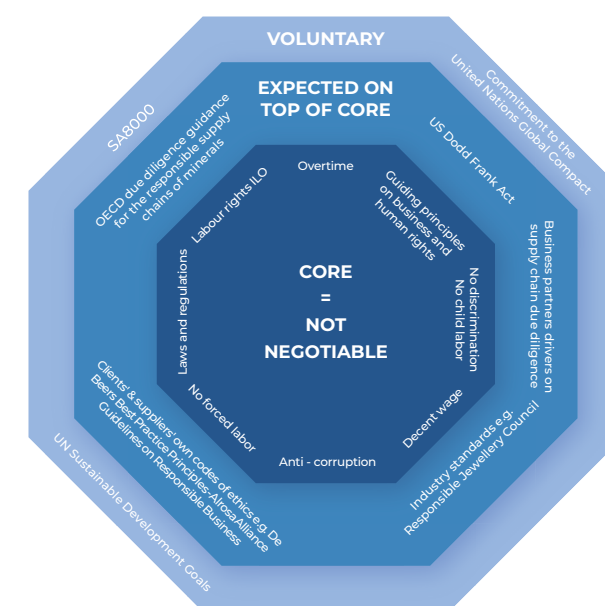 VOLUNTARY
SA8000
Commitment to the
United Nations Global Compact
UN Sustainable Development Goals
EXPECTED ON
TOP OF CORE
OECD due diligence guidance
for the responsible supply
chains of minerals
US Dodd Frank Act
Business partners drivers on
supply chain due diligence
Industry standards e.g.
Responsible Jewellery Council
Clients' & suppliers' own codes of ethics e.g. De
Beers Best Practice Principles-Alrosa Alliance
Guidelines on Responsible Business
Overtime
Guiding principles
on business and
human rights
No discrimination
No child labor
Decent wage
Anti - corruption
No forced labor
Laws and regulations
Labour rights ILO
CORE
=
NOT
NEGOTIABLE